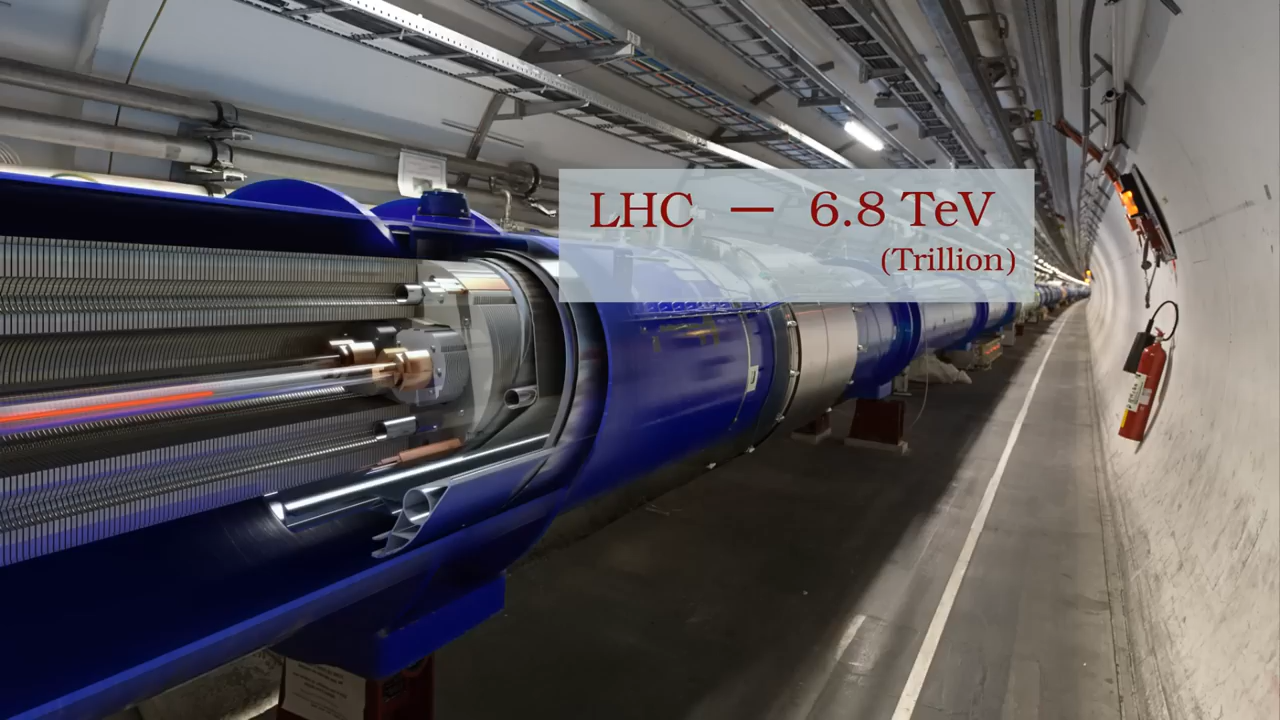 LHC — 6.8 TeV
(Trillion)